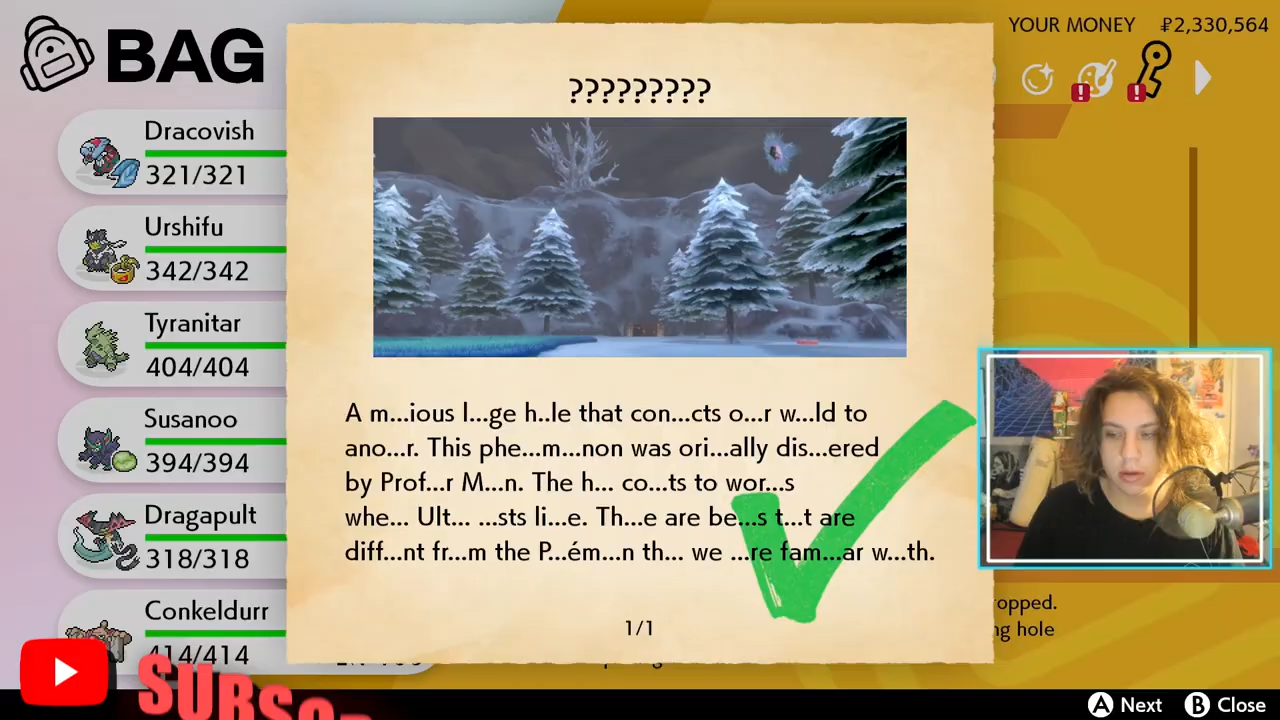 BAG
YOUR MONEY ₽2,330,564
?????????
Dracovish
321/321
Urshifu
342/342
Tyranitar
404/404
Susanoo
394/394
Dragapult
318/318
Conkeldurr
414/414
A m...ious l...ge h..le that con...cts o...r w...ld to
ano...r. This phe...m...non was ori...ally dis...ered
by Prof...r M...n. The h... co...ts to wor...s
whe... Ult... ...sts li...e. Th...e are be...s t...t are
diff...nt fr...m the P...ém...n th... we ...re fam...ar w...th.
1/1
ropped.
ng hole
SUBSC
A Next B Close